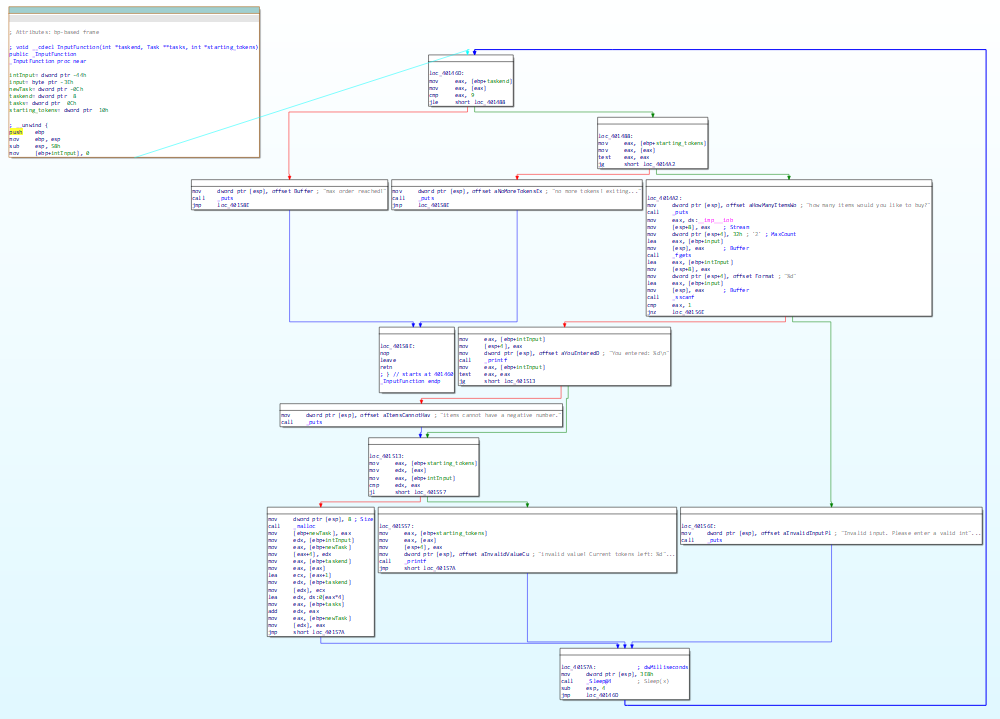 ; Attributes: bp-based frame
; void __cdecl InputFunction(int *taskend, Task **tasks, int *starting_tokens)
public _InputFunction
_InputFunction proc near
intInput= dword ptr -44h
input= byte ptr -3Eh
newTask= dword ptr -0Ch
taskend= dword ptr  8
tasks= dword ptr  0Ch
starting_tokens= dword ptr  10h
; __unwind {
push    ebp
mov     ebp, esp
sub     esp, 58h
mov     [ebp+intInput], 0
loc_40146D:
mov     eax, [ebp+taskend]
mov     eax, [eax]
cmp     eax, 9
jle     short loc_401488
loc_401488:
mov     eax, [ebp+starting_tokens]
mov     eax, [eax]
test    eax, eax
jg      short loc_4014A2
mov     dword ptr [esp], offset Buffer ; "max order reached!"
call    _puts
jmp     loc_40158E
mov     dword ptr [esp], offset aNoMoreTokensEx ; "no more tokens! exiting..."
call    _puts
jmp     loc_40158E
loc_4014A2:
mov     dword ptr [esp], offset aHowManyItemsWo ; "how many items would you like to buy?"
call    _puts
mov     eax, ds:__imp___iob
mov     [esp+8], eax    ; Stream
mov     dword ptr [esp+4], 32h ; '2' ; MaxCount
lea     eax, [ebp+input]
mov     [esp], eax      ; Buffer
call    _fgets
lea     eax, [ebp+intInput]
mov     [esp+8], eax
mov     dword ptr [esp+4], offset Format ; "%d"
lea     eax, [ebp+input]
mov     [esp], eax      ; Buffer
call    _sscanf
cmp     eax, 1
jnz     loc_40156E
loc_40158E:
nop
leave
retn
; } // starts at 401460
_InputFunction endp
mov     eax, [ebp+intInput]
mov     [esp+4], eax
mov     dword ptr [esp], offset aYouEnteredD ; "You entered: %d\n"
call    _printf
mov     eax, [ebp+intInput]
test    eax, eax
jg      short loc_401513
mov     dword ptr [esp], offset aItemsCannotHav ; "Items cannot have a negative number."
call    _puts
loc_401513:
mov     eax, [ebp+starting_tokens]
mov     edx, [eax]
mov     eax, [ebp+intInput]
cmp     edx, eax
jl      short loc_401557
mov     dword ptr [esp], 8 ; Size
call    _malloc
mov     [ebp+newTask], eax
mov     edx, [ebp+intInput]
mov     eax, [ebp+newTask]
mov     [eax+4], edx
mov     eax, [ebp+taskend]
mov     eax, [eax]
lea     ecx, [eax+1]
mov     edx, [ebp+taskend]
mov     [edx], ecx
lea     edx, ds:0[eax*4]
mov     eax, [ebp+tasks]
add     edx, eax
mov     eax, [ebp+newTask]
mov     [edx], eax
jmp     short loc_40157A
loc_401557:
mov     eax, [ebp+starting_tokens]
mov     eax, [eax]
mov     [esp+4], eax
mov     dword ptr [esp], offset aInvalidValueCu ; "invalid value! Current tokens left: %d"...
call    _printf
jmp     short loc_40157A
loc_40156E:
mov     dword ptr [esp], offset aInvalidInputPl ; "Invalid input. Please enter a valid int"...
call    _puts
loc_40157A:             ; dwMilliseconds
mov     dword ptr [esp], 3E8h
call    _Sleep@4        ; Sleep(x)
sub     esp, 4
jmp     loc_40146D